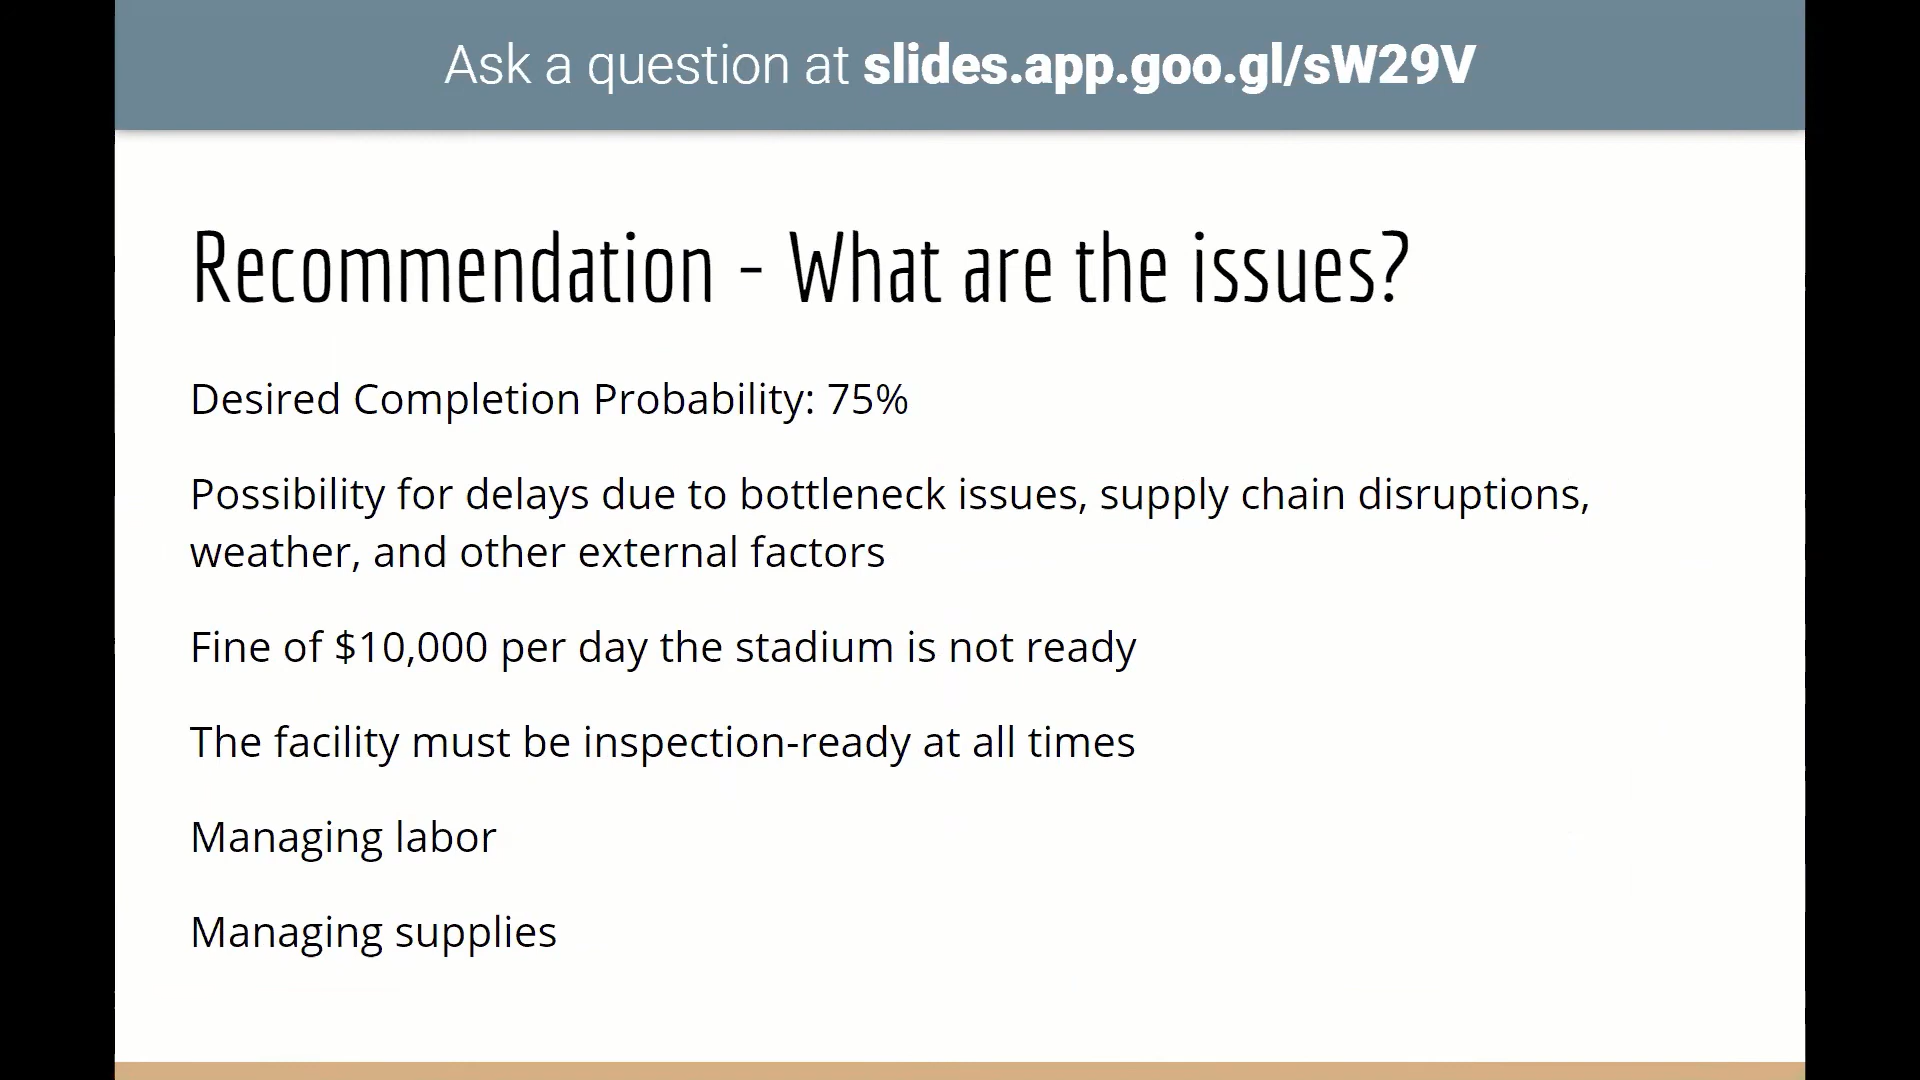 Ask a question at slides.app.goo.gl/sW29V
Recommendation - What are the issues?
Desired Completion Probability: 75%
Possibility for delays due to bottleneck issues, supply chain disruptions,
weather, and other external factors
Fine of $10,000 per day the stadium is not ready
The facility must be inspection-ready at all times
Managing labor
Managing supplies